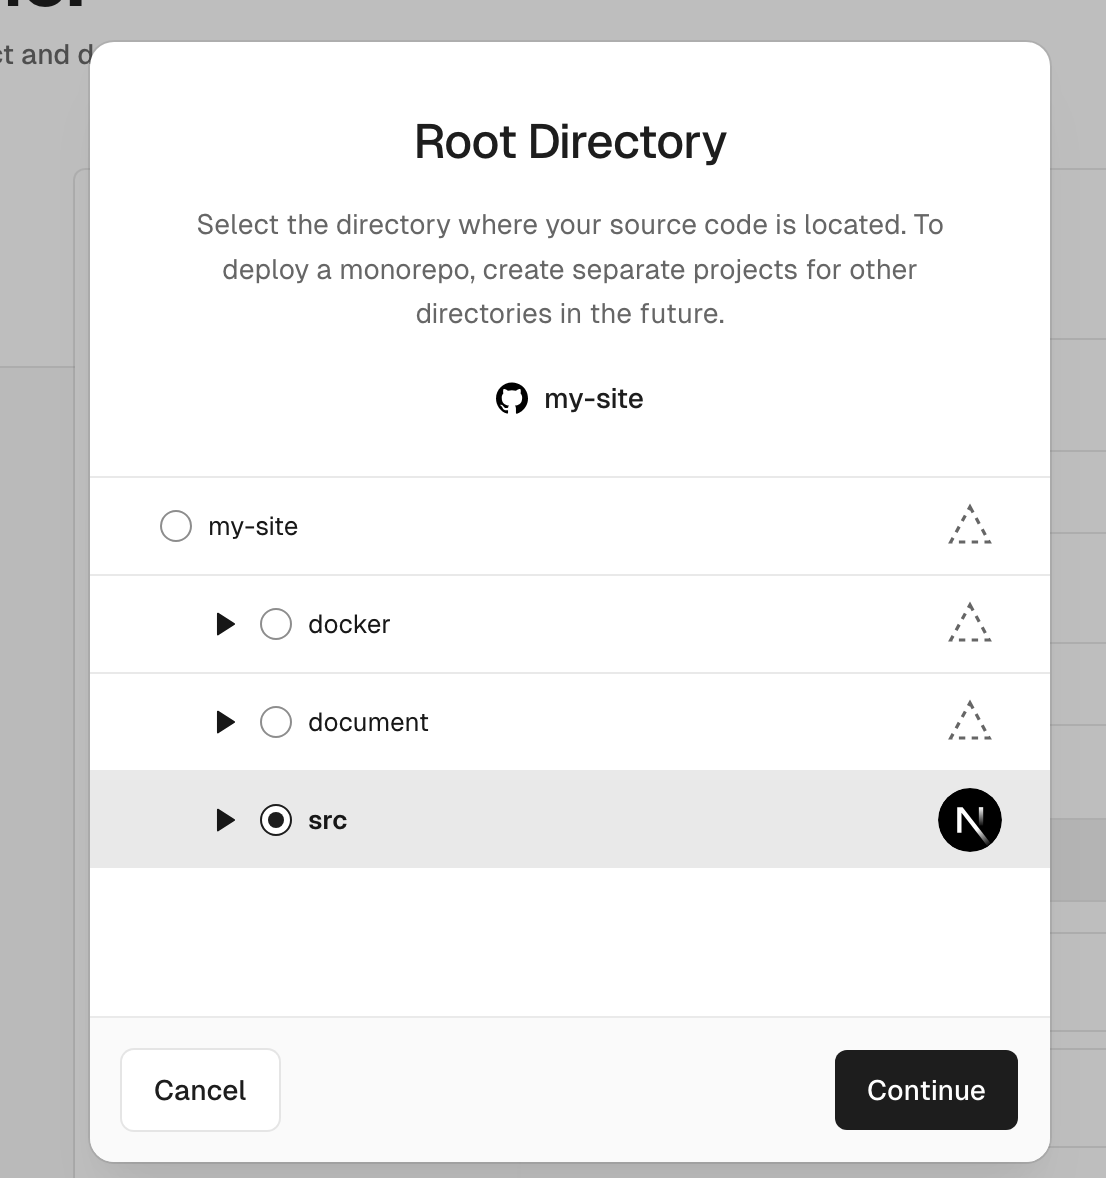 ct and d
Root Directory
Select the directory where your source code is located. To
deploy a monorepo, create separate projects for other
directories in the future.
my-site
my-site
docker
document
src
N
Cancel
Continue